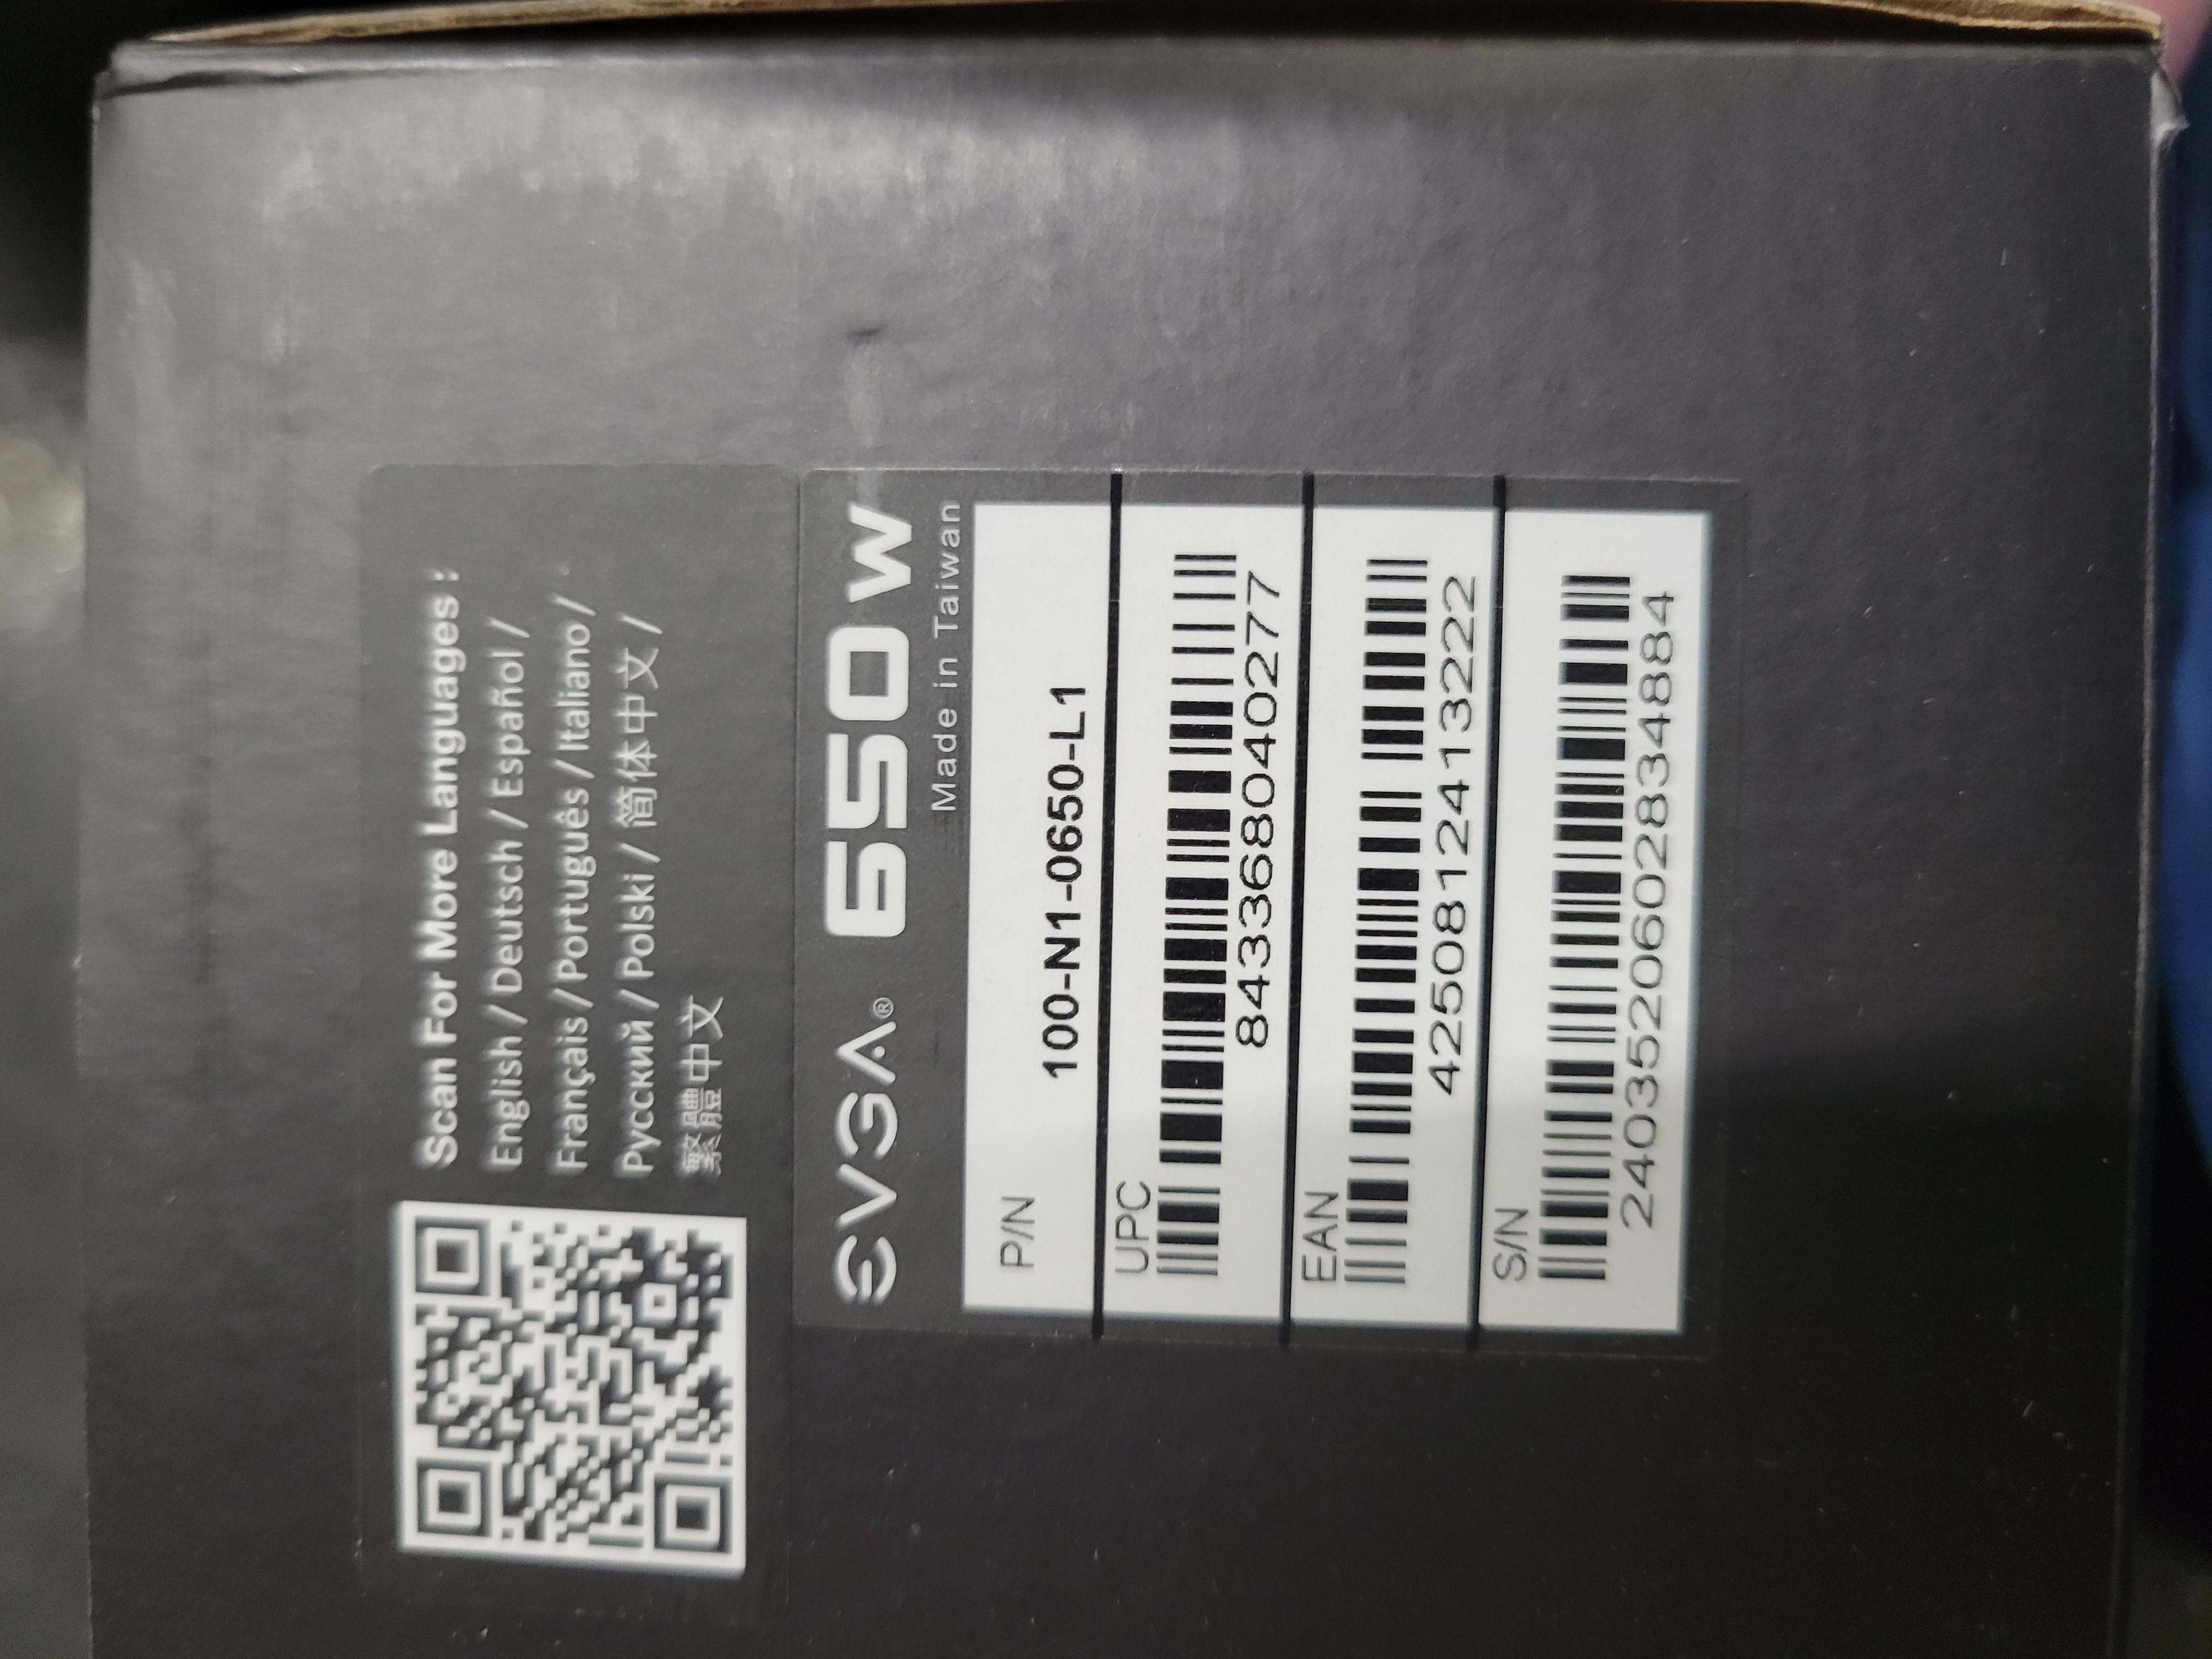 Scan For More Languages :
English / Deutsch / Español /
Français / Português / Italiano /
Русский / Polski / 简体中文 /
繁體中文
EVGA® 650 W
Made in Taiwan
P/N
100-N1-0650-L1
UPC
843368040277
EAN
4250812413222
S/N
2403520602834884